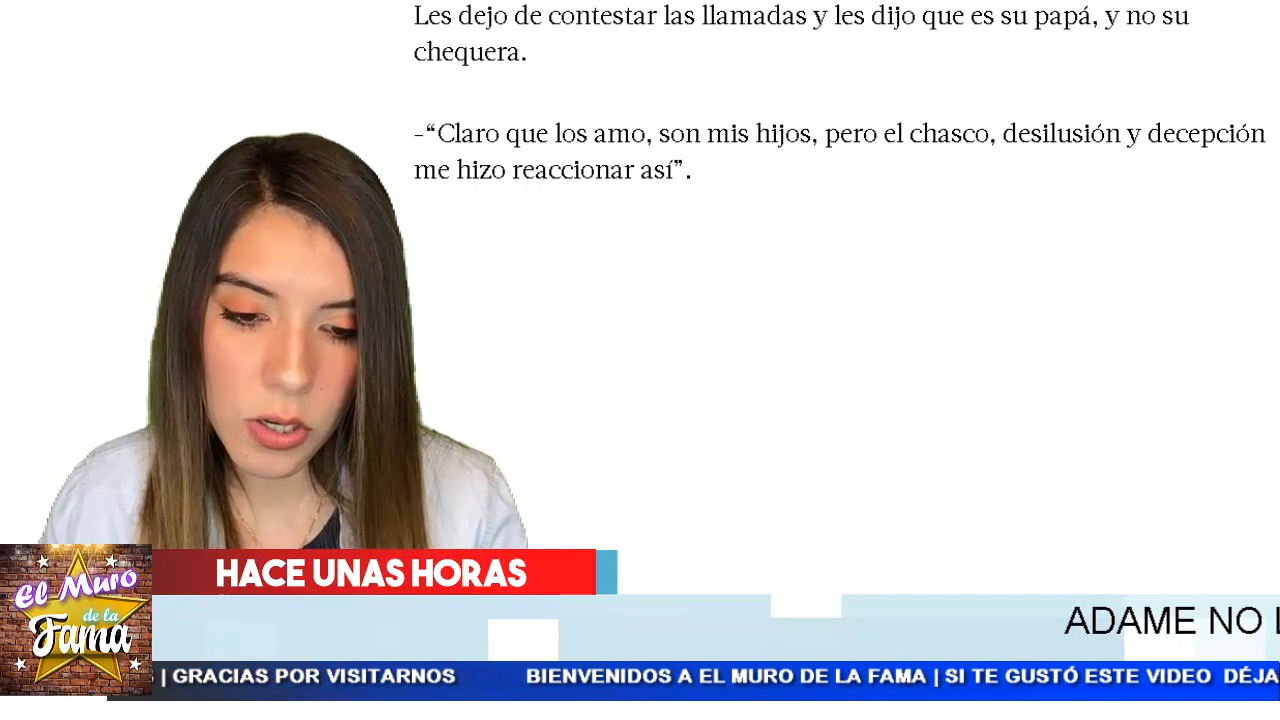 Les dejo de contestar las llamadas y les dijo que es su papá, y no su
chequera.
-“Claro que los amo, son mis hijos, pero el chasco, desilusión y decepción
me hizo reaccionar así”.
HACE UNAS HORAS
El Muro
de la
Fama
ADAME NO
| GRACIAS POR VISITARNOS BIENVENIDOS A EL MURO DE LA FAMA | SI TE GUSTÓ ESTE VIDEO DÉJA